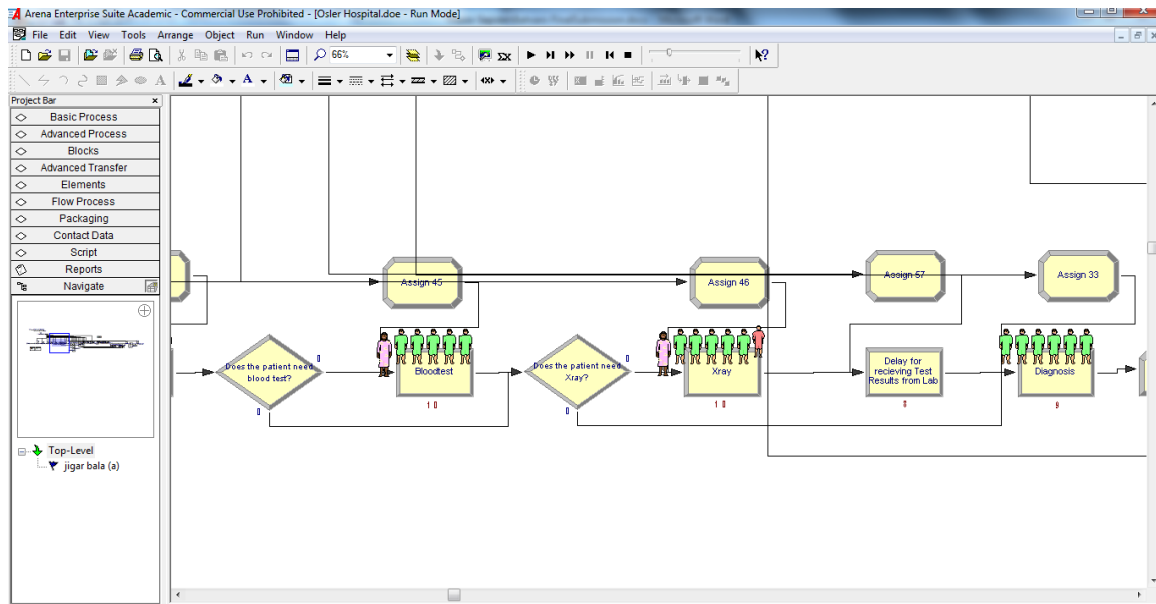 Arena Enterprise Suite Academic - Commercial Use Prohibited - [Osler Hospital.doe - Run Mode]
File Edit View Tools Arrange Object Run Window Help
66%
Project Bar
Basic Process
Advanced Process
Blocks
Advanced Transfer
Elements
Flow Process
Packaging
Contact Data
Script
Reports
Navigate
Top-Level
jigar bala (a)
Assign 45
Assign 46
Assign 57
Assign 33
Does the patient need
blood test?
0
0
Bloodtest
1 0
Does the patient need
Xray?
0
0
Xray
1 0
Delay for
recieving Test
Results from Lab
8
Diagnosis
9